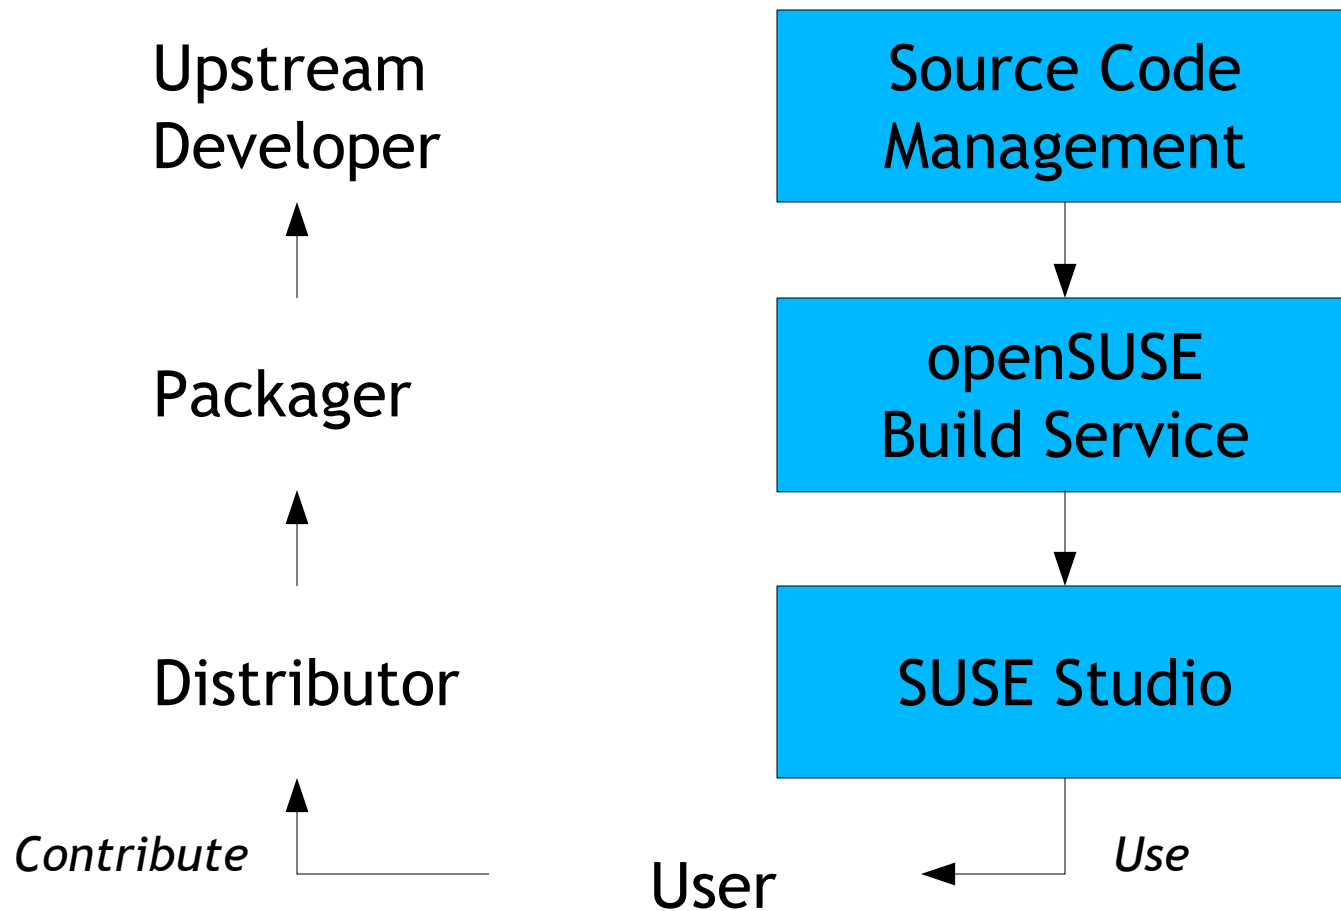 Upstream
Developer
Source Code
Management
Packager
openSUSE
Build Service
Distributor
SUSE Studio
Contribute
User
Use